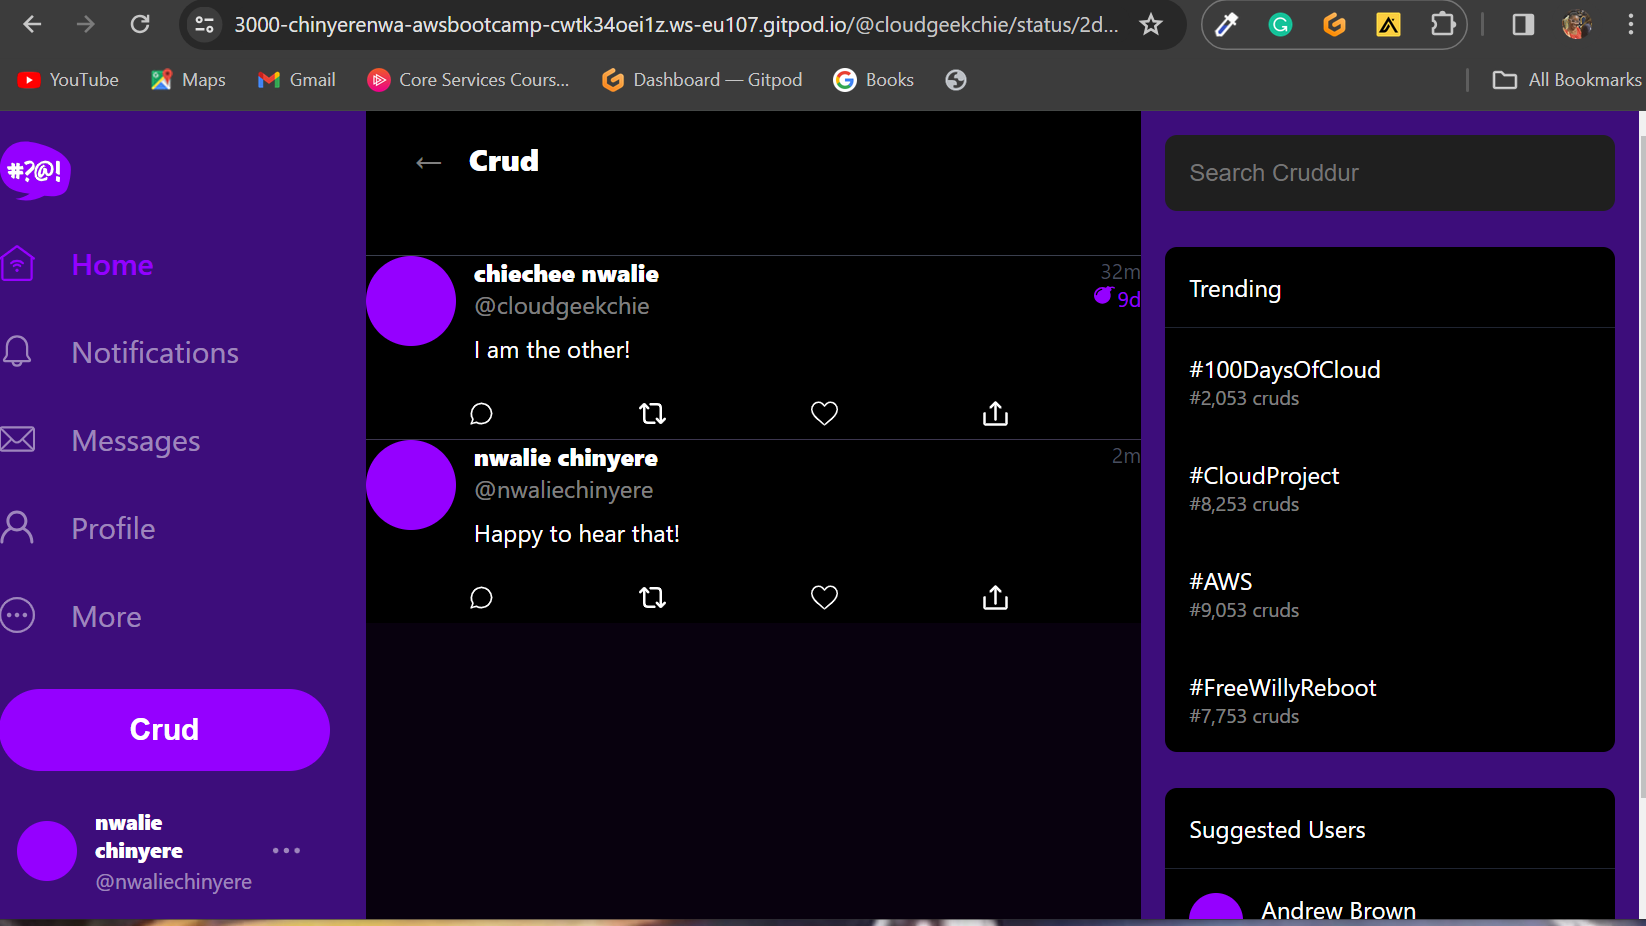 3000-chinyerenwa-awsbootcamp-cwtk34oei1z.ws-eu107.gitpod.io/@cloudgeekchie/status/2d...
YouTube
Maps
Gmail
Core Services Cours...
Dashboard — Gitpod
Books
All Bookmarks
#?@!
Home
Notifications
Messages
Profile
More
Crud
nwalie
chinyere
@nwaliechinyere
Crud
chiechee nwalie
32m
@cloudgeekchie
9d
I am the other!
nwalie chinyere
2m
@nwaliechinyere
Happy to hear that!
Search Cruddur
Trending
#100DaysOfCloud
#2,053 cruds
#CloudProject
#8,253 cruds
#AWS
#9,053 cruds
#FreeWillyReboot
#7,753 cruds
Suggested Users
Andrew Brown